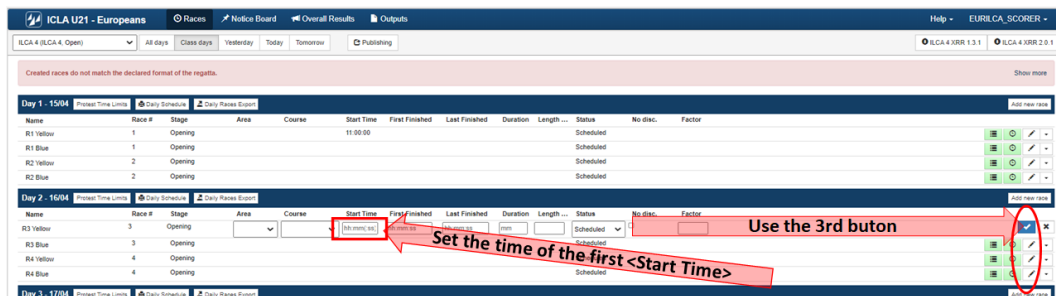 ICLA U21 - Europeans Races Notice Board Overall Results Outputs Help EURILCA_SCORER
ILCA 4 (ILCA 4, Open) All days Class days Yesterday Today Tomorrow Publishing ILCA 4 XRR 1.3.1 ILCA 4 XRR 2.0.1
Created races do not match the declared format of the regatta. Show more
Day 1 - 15/04 Protest Time Limits Daily Schedule Daily Races Export Add new race
Name Race # Stage Area Course Start Time First Finished Last Finished Duration Length ... Status No disc. Factor
R1 Yellow 1 Opening 11:00:00 Scheduled
R1 Blue 1 Opening Scheduled
R2 Yellow 2 Opening Scheduled
R2 Blue 2 Opening Scheduled
Day 2 - 16/04 Protest Time Limits Daily Schedule Daily Races Export Add new race
Name Race # Stage Area Course Start Time First Finished Last Finished Duration Length ... Status No disc. Factor
R3 Yellow 3 Opening hh:mm:ss hh:mm:ss hh:mm:ss mm Scheduled Use the 3rd buton
R3 Blue 3 Opening Scheduled
Set the time of the first <Start Time>
R4 Yellow 4 Opening Scheduled
R4 Blue 4 Opening Scheduled
Day 3 - 17/04 Protest Time Limits Daily Schedule Daily Races Export Add new race